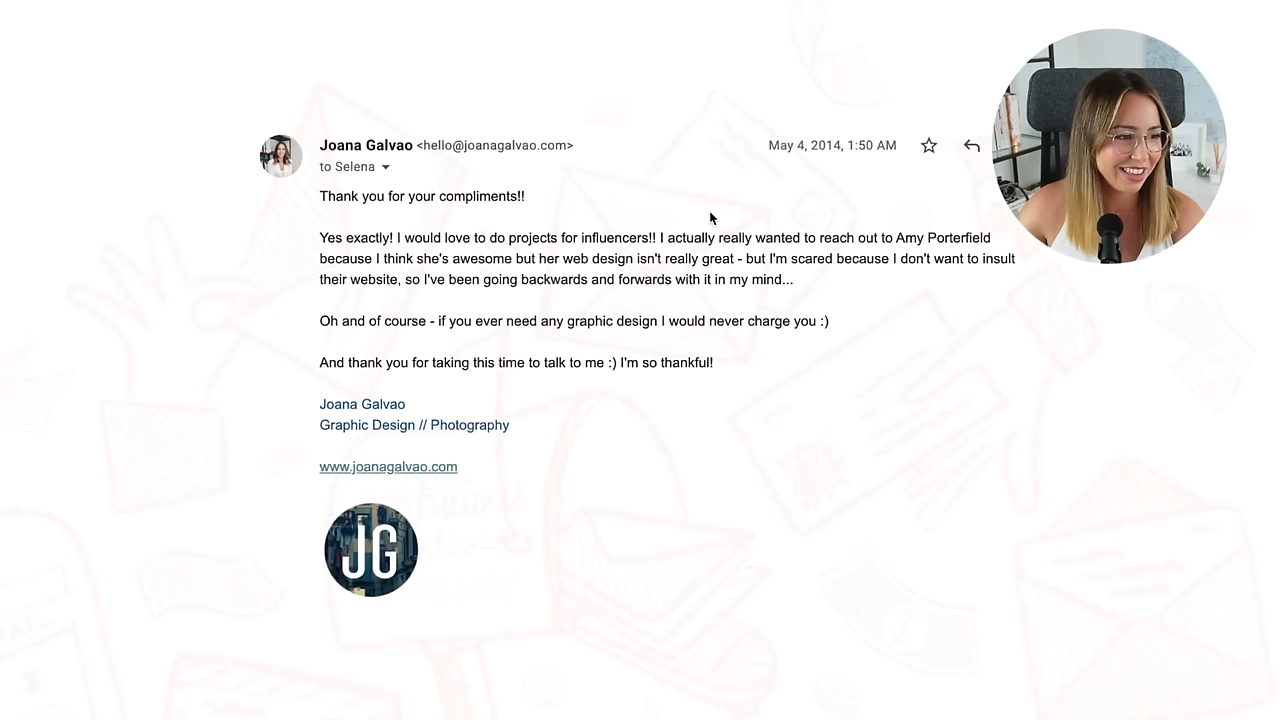 Joana Galvao <hello@joanagalvao.com>
May 4, 2014, 1:50 AM
to Selena
Thank you for your compliments!!
Yes exactly! I would love to do projects for influencers!! I actually really wanted to reach out to Amy Porterfield
because I think she's awesome but her web design isn't really great - but I'm scared because I don't want to insult
their website, so I've been going backwards and forwards with it in my mind...
Oh and of course - if you ever need any graphic design I would never charge you :)
And thank you for taking this time to talk to me :) I'm so thankful!
Joana Galvao
Graphic Design // Photography
www.joanagalvao.com
JG